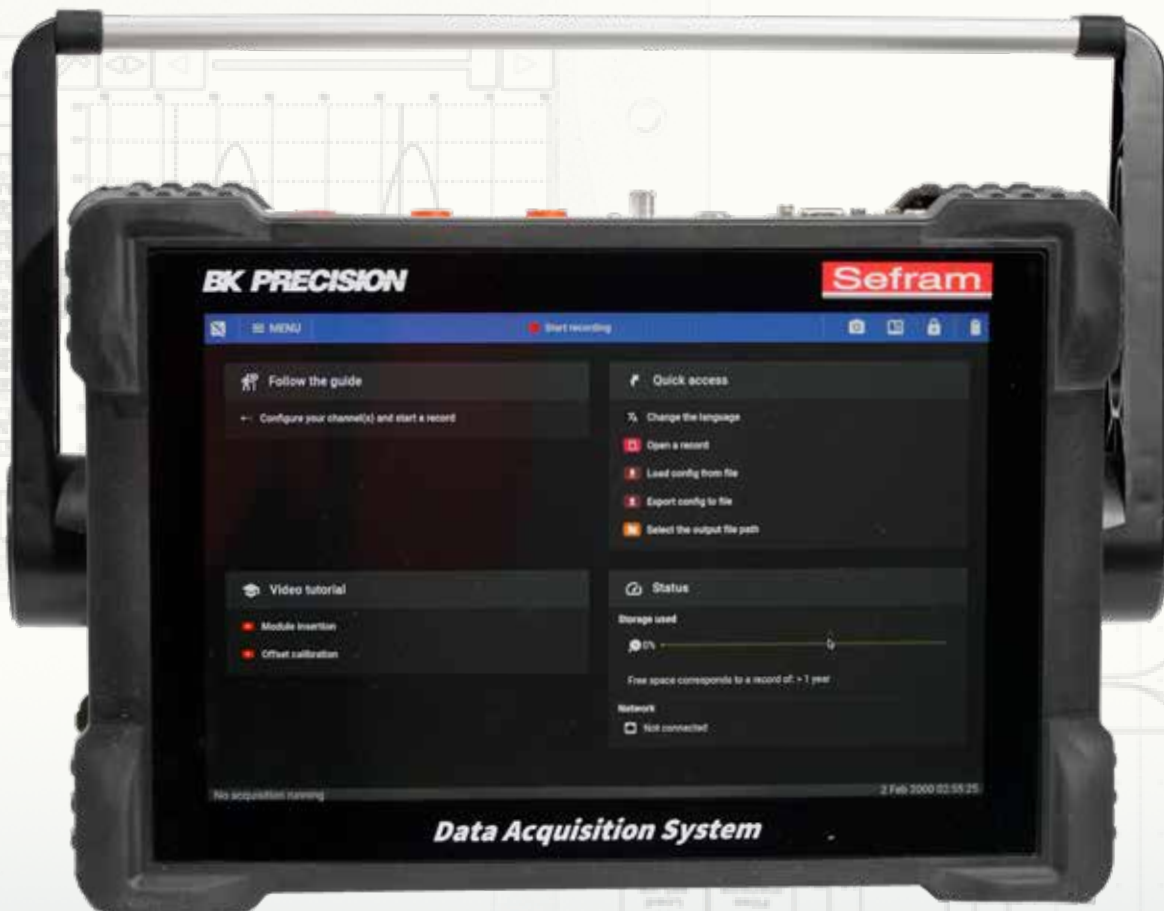 BK PRECISION
Sefram
MENU
Start recording
Follow the guide
Configure your channel(s) and start a record
Quick access
Change the language
Open a record
Load config from file
Export config to file
Select the output file path
Video tutorial
Module insertion
Offset calibration
Status
Storage used
0%
Free space corresponds to a record of: > 1 year
Network
Not connected
No acquisition running
2 Feb 2000 02:55:25
Data Acquisition System